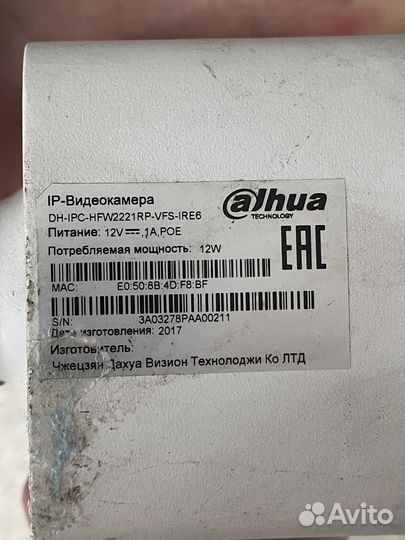 IP-Видеокамера
DH-IPC-HFW2221RP-VFS-IRE6
Питание: 12V⎓,1A,POE
Потребляемая мощность: 12W
alhua
TECHNOLOGY
EAC
MAC: E0:50:8B:4D:F8:BF
S/N: 3A03278PAA00211
Дата изготовления: 2017
Изготовитель:
Чжецзян Дахуа Визион Технолоджи Ко ЛТД
Avito